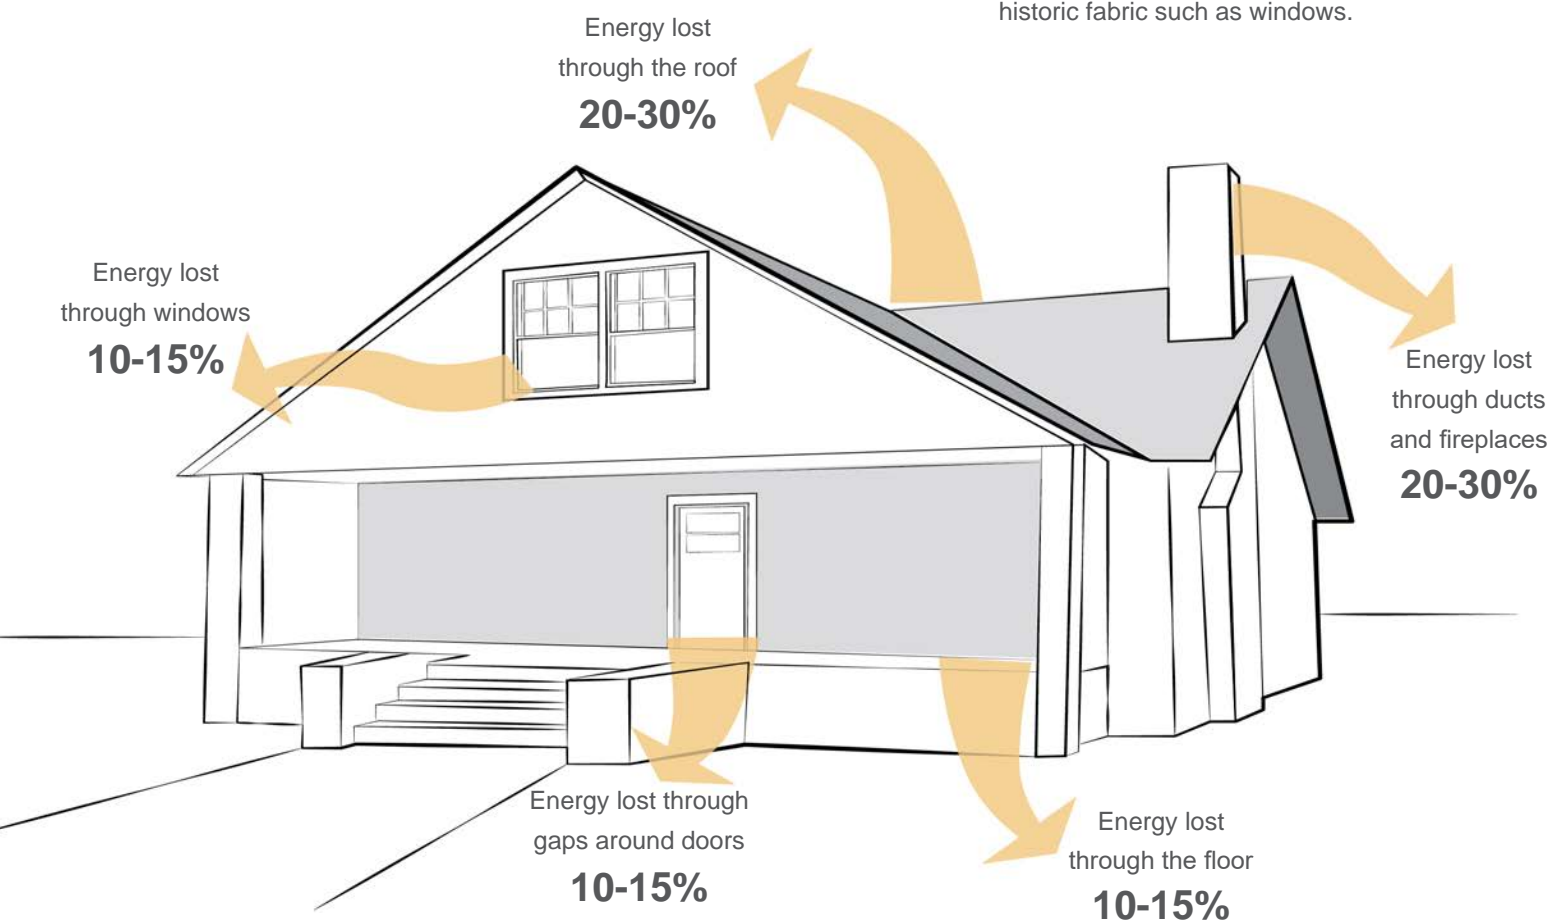 historic fabric such as windows.
Energy lost
through the roof
20-30%
Energy lost
through windows
10-15%
Energy lost
through ducts
and fireplaces
20-30%
Energy lost through
gaps around doors
10-15%
Energy lost
through the floor
10-15%